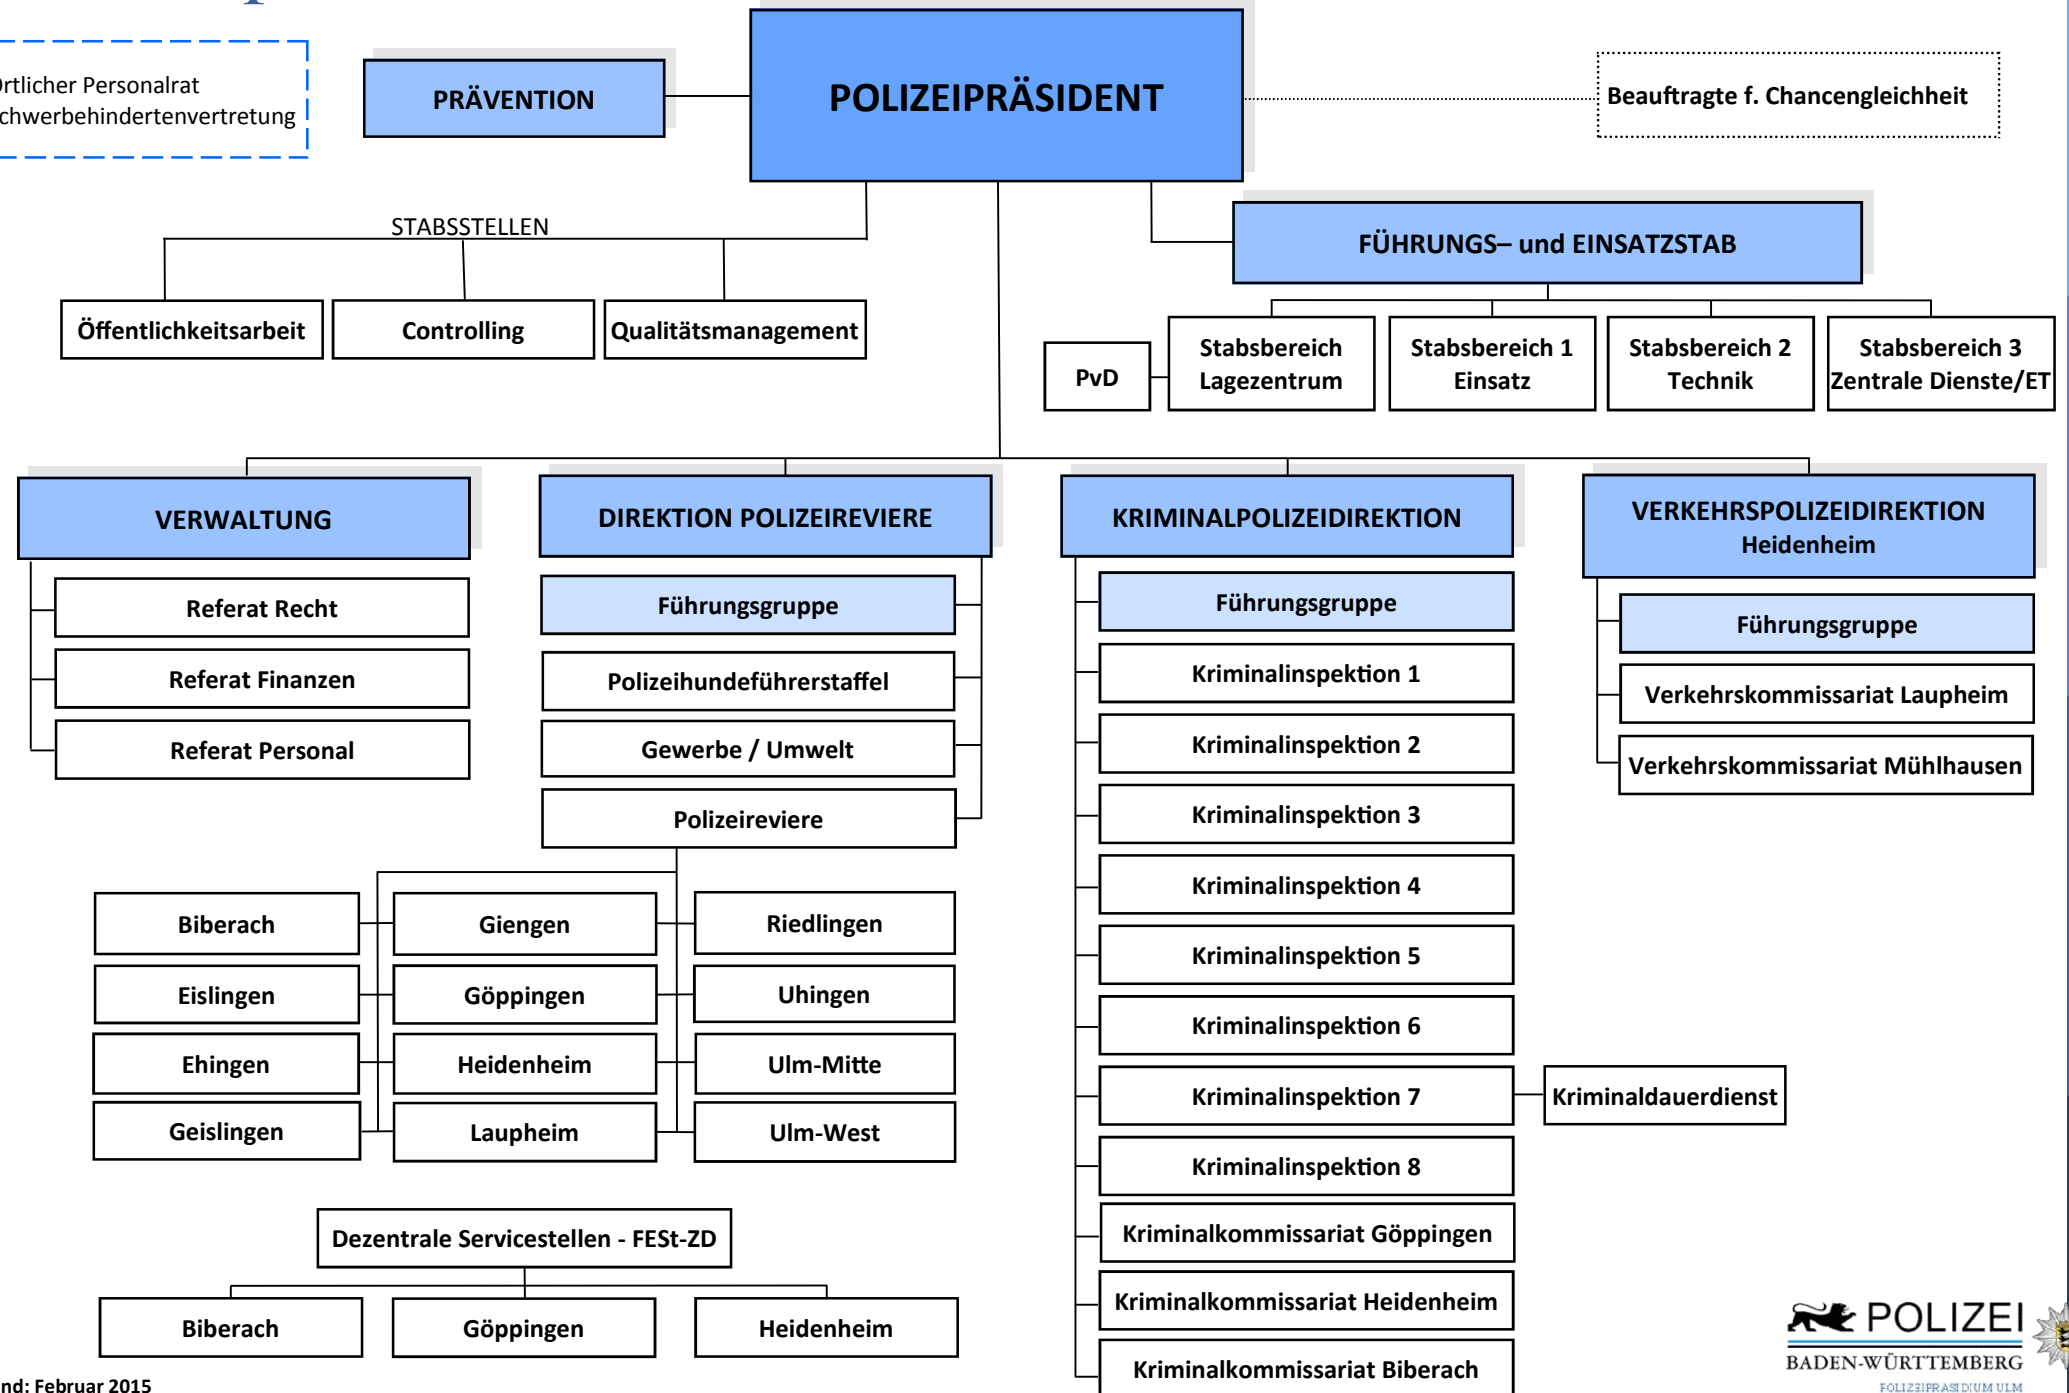 rtlicher Personalrat
chwerbehindertenvertretung
PRÄVENTION
POLIZEIPRÄSIDENT
Beauftragte f. Chancengleichheit
STABSSTELLEN
FÜHRUNGS– und EINSATZSTAB
Öffentlichkeitsarbeit
Controlling
Qualitätsmanagement
PvD
Stabsbereich
Lagezentrum
Stabsbereich 1
Einsatz
Stabsbereich 2
Technik
Stabsbereich 3
Zentrale Dienste/ET
VERWALTUNG
Referat Recht
Referat Finanzen
Referat Personal
DIREKTION POLIZEIREVIERE
Führungsgruppe
Polizeihundeführerstaffel
Gewerbe / Umwelt
Polizeireviere
Biberach
Giengen
Riedlingen
Eislingen
Göppingen
Uhingen
Ehingen
Heidenheim
Ulm-Mitte
Geislingen
Laupheim
Ulm-West
Dezentrale Servicestellen - FESt-ZD
Biberach
Göppingen
Heidenheim
KRIMINALPOLIZEIDIREKTION
Führungsgruppe
Kriminalinspektion 1
Kriminalinspektion 2
Kriminalinspektion 3
Kriminalinspektion 4
Kriminalinspektion 5
Kriminalinspektion 6
Kriminalinspektion 7
Kriminaldauerdienst
Kriminalinspektion 8
Kriminalkommissariat Göppingen
Kriminalkommissariat Heidenheim
Kriminalkommissariat Biberach
VERKEHRSPOLIZEIDIREKTION
Heidenheim
Führungsgruppe
Verkehrskommissariat Laupheim
Verkehrskommissariat Mühlhausen
nd: Februar 2015
POLIZEI
BADEN-WÜRTTEMBERG
POLIZEIPRÄSIDIUM ULM